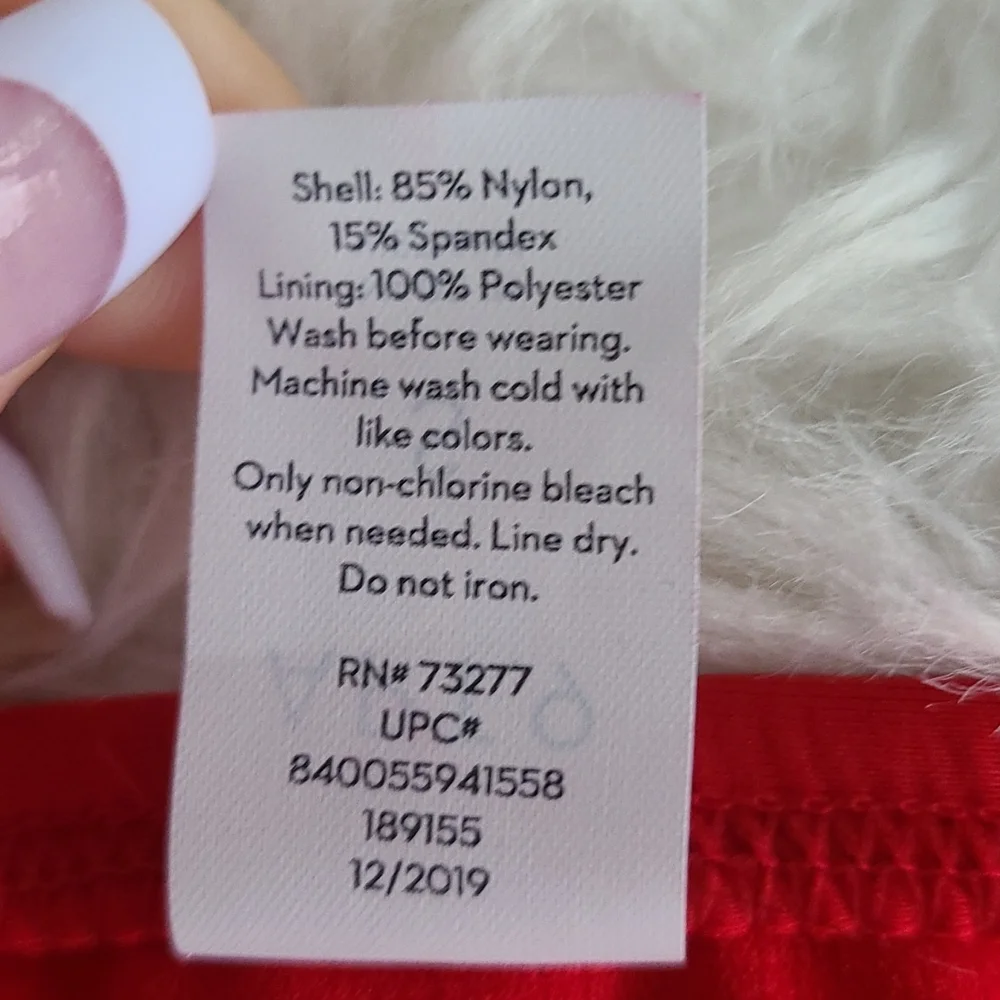 Shell: 85% Nylon,
15% Spandex
Lining: 100% Polyester
Wash before wearing.
Machine wash cold with
like colors.
Only non-chlorine bleach
when needed. Line dry.
Do not iron.
RN# 73277
UPC#
840055941558
189155
12/2019